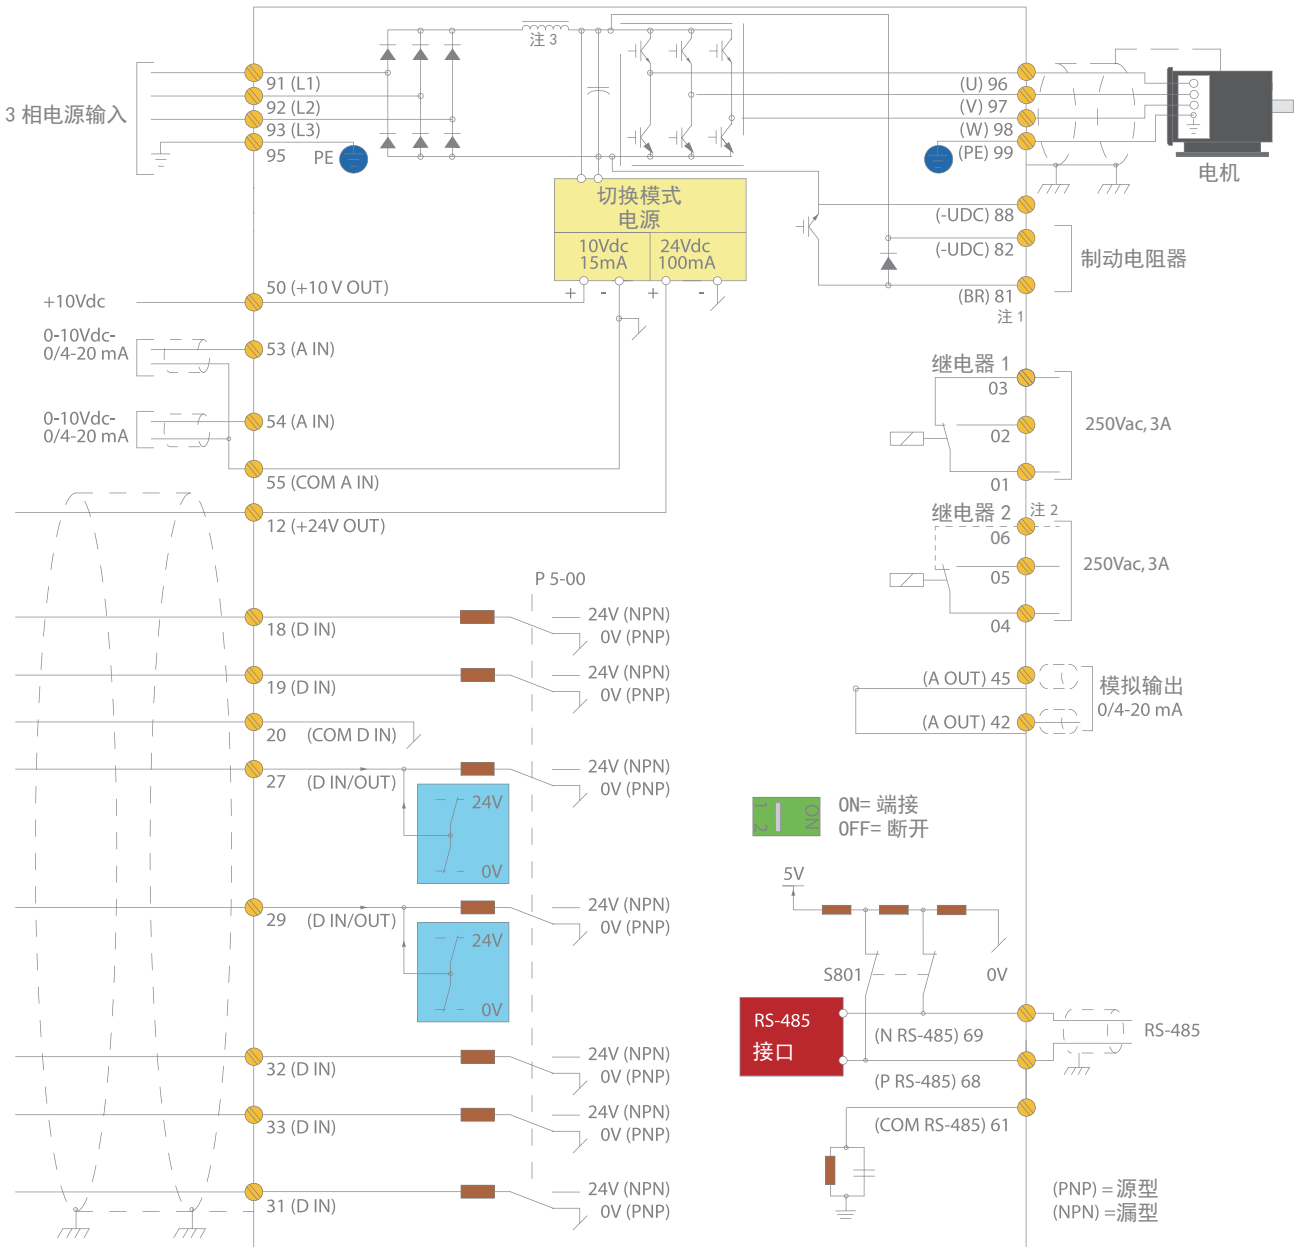 3 相电源输入
91 (L1)
92 (L2)
93 (L3)
95
PE
注 3
(U) 96
(V) 97
(W) 98
(PE) 99
电机
切换模式
电源
10Vdc
15mA
24Vdc
100mA
+
-
+
-
(-UDC) 88
(-UDC) 82
(BR) 81
注 1
制动电阻器
+10Vdc
50 (+10 V OUT)
0-10Vdc-
0/4-20 mA
53 (A IN)
0-10Vdc-
0/4-20 mA
54 (A IN)
55 (COM A IN)
12 (+24V OUT)
继电器 1
03
02
01
250Vac, 3A
继电器 2
注 2
06
05
04
250Vac, 3A
P 5-00
18 (D IN)
24V (NPN)
0V (PNP)
19 (D IN)
24V (NPN)
0V (PNP)
20 (COM D IN)
27 (D IN/OUT)
24V (NPN)
0V (PNP)
24V
0V
29 (D IN/OUT)
24V (NPN)
0V (PNP)
24V
0V
32 (D IN)
24V (NPN)
0V (PNP)
33 (D IN)
24V (NPN)
0V (PNP)
31 (D IN)
24V (NPN)
0V (PNP)
(A OUT) 45
(A OUT) 42
模拟输出
0/4-20 mA
1 2
ON
ON= 端接
OFF= 断开
5V
S801
0V
RS-485
接口
(N RS-485) 69
(P RS-485) 68
(COM RS-485) 61
RS-485
(PNP) = 源型
(NPN) = 漏型